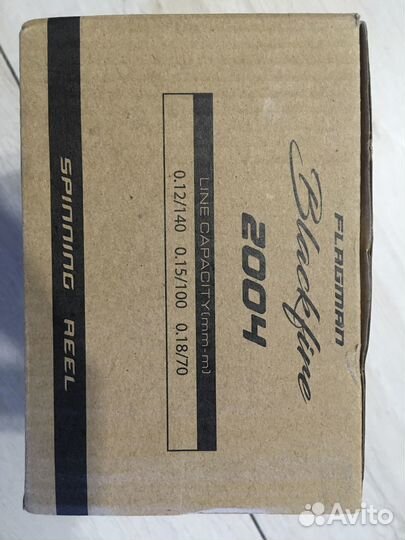 FLAGMAN
Blackfire
2004
LINE CAPACITY(mm-m)
0.12/140 0.15/100 0.18/70
SPINNING REEL
Avito